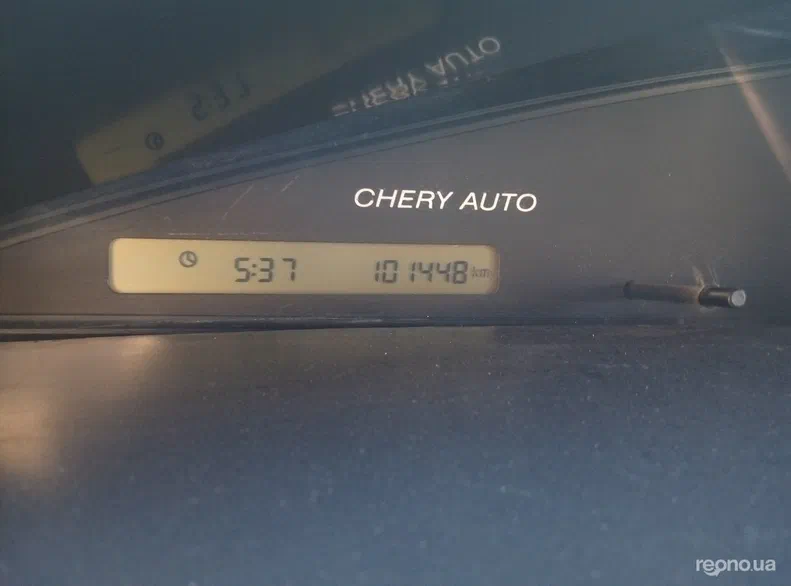 CHERY AUTO
5:37 101448 km
reono.ua